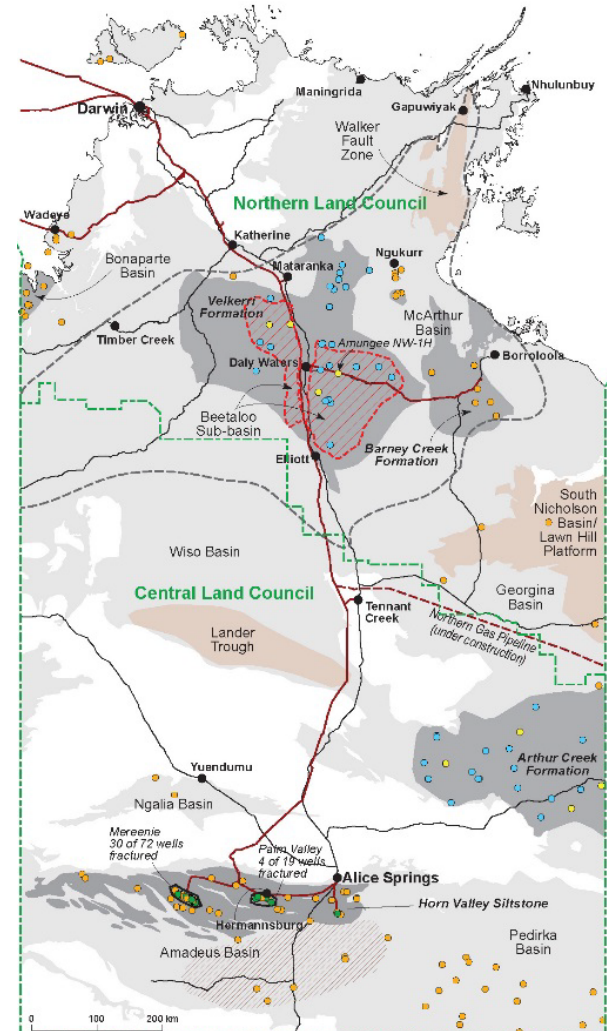 Maningrida
Nhulunbuy
Gapuwiyak
Darwin
Walker
Fault
Zone
Northern Land Council
Wadeye
Katherine
Bonaparte
Basin
Mataranka
Ngukurr
Velkerri
Formation
McArthur
Basin
Timber Creek
Amungee NW-1H
Daly Waters
Borroloola
Beetaloo
Sub-basin
Barney Creek
Formation
Elliott
South
Nicholson
Basin/
Lawn Hill
Platform
Wiso Basin
Georgina
Basin
Central Land Council
Tennant
Creek
Northern Gas Pipeline
(under construction)
Lander
Trough
Arthur Creek
Formation
Yuendumu
Ngalia Basin
Mereenie
30 of 72 wells
fractured
Palm Valley
4 of 19 wells
fractured
Alice Springs
Horn Valley Siltstone
Hermannsburg
Amadeus Basin
Pedirka
Basin
0 100 200 km